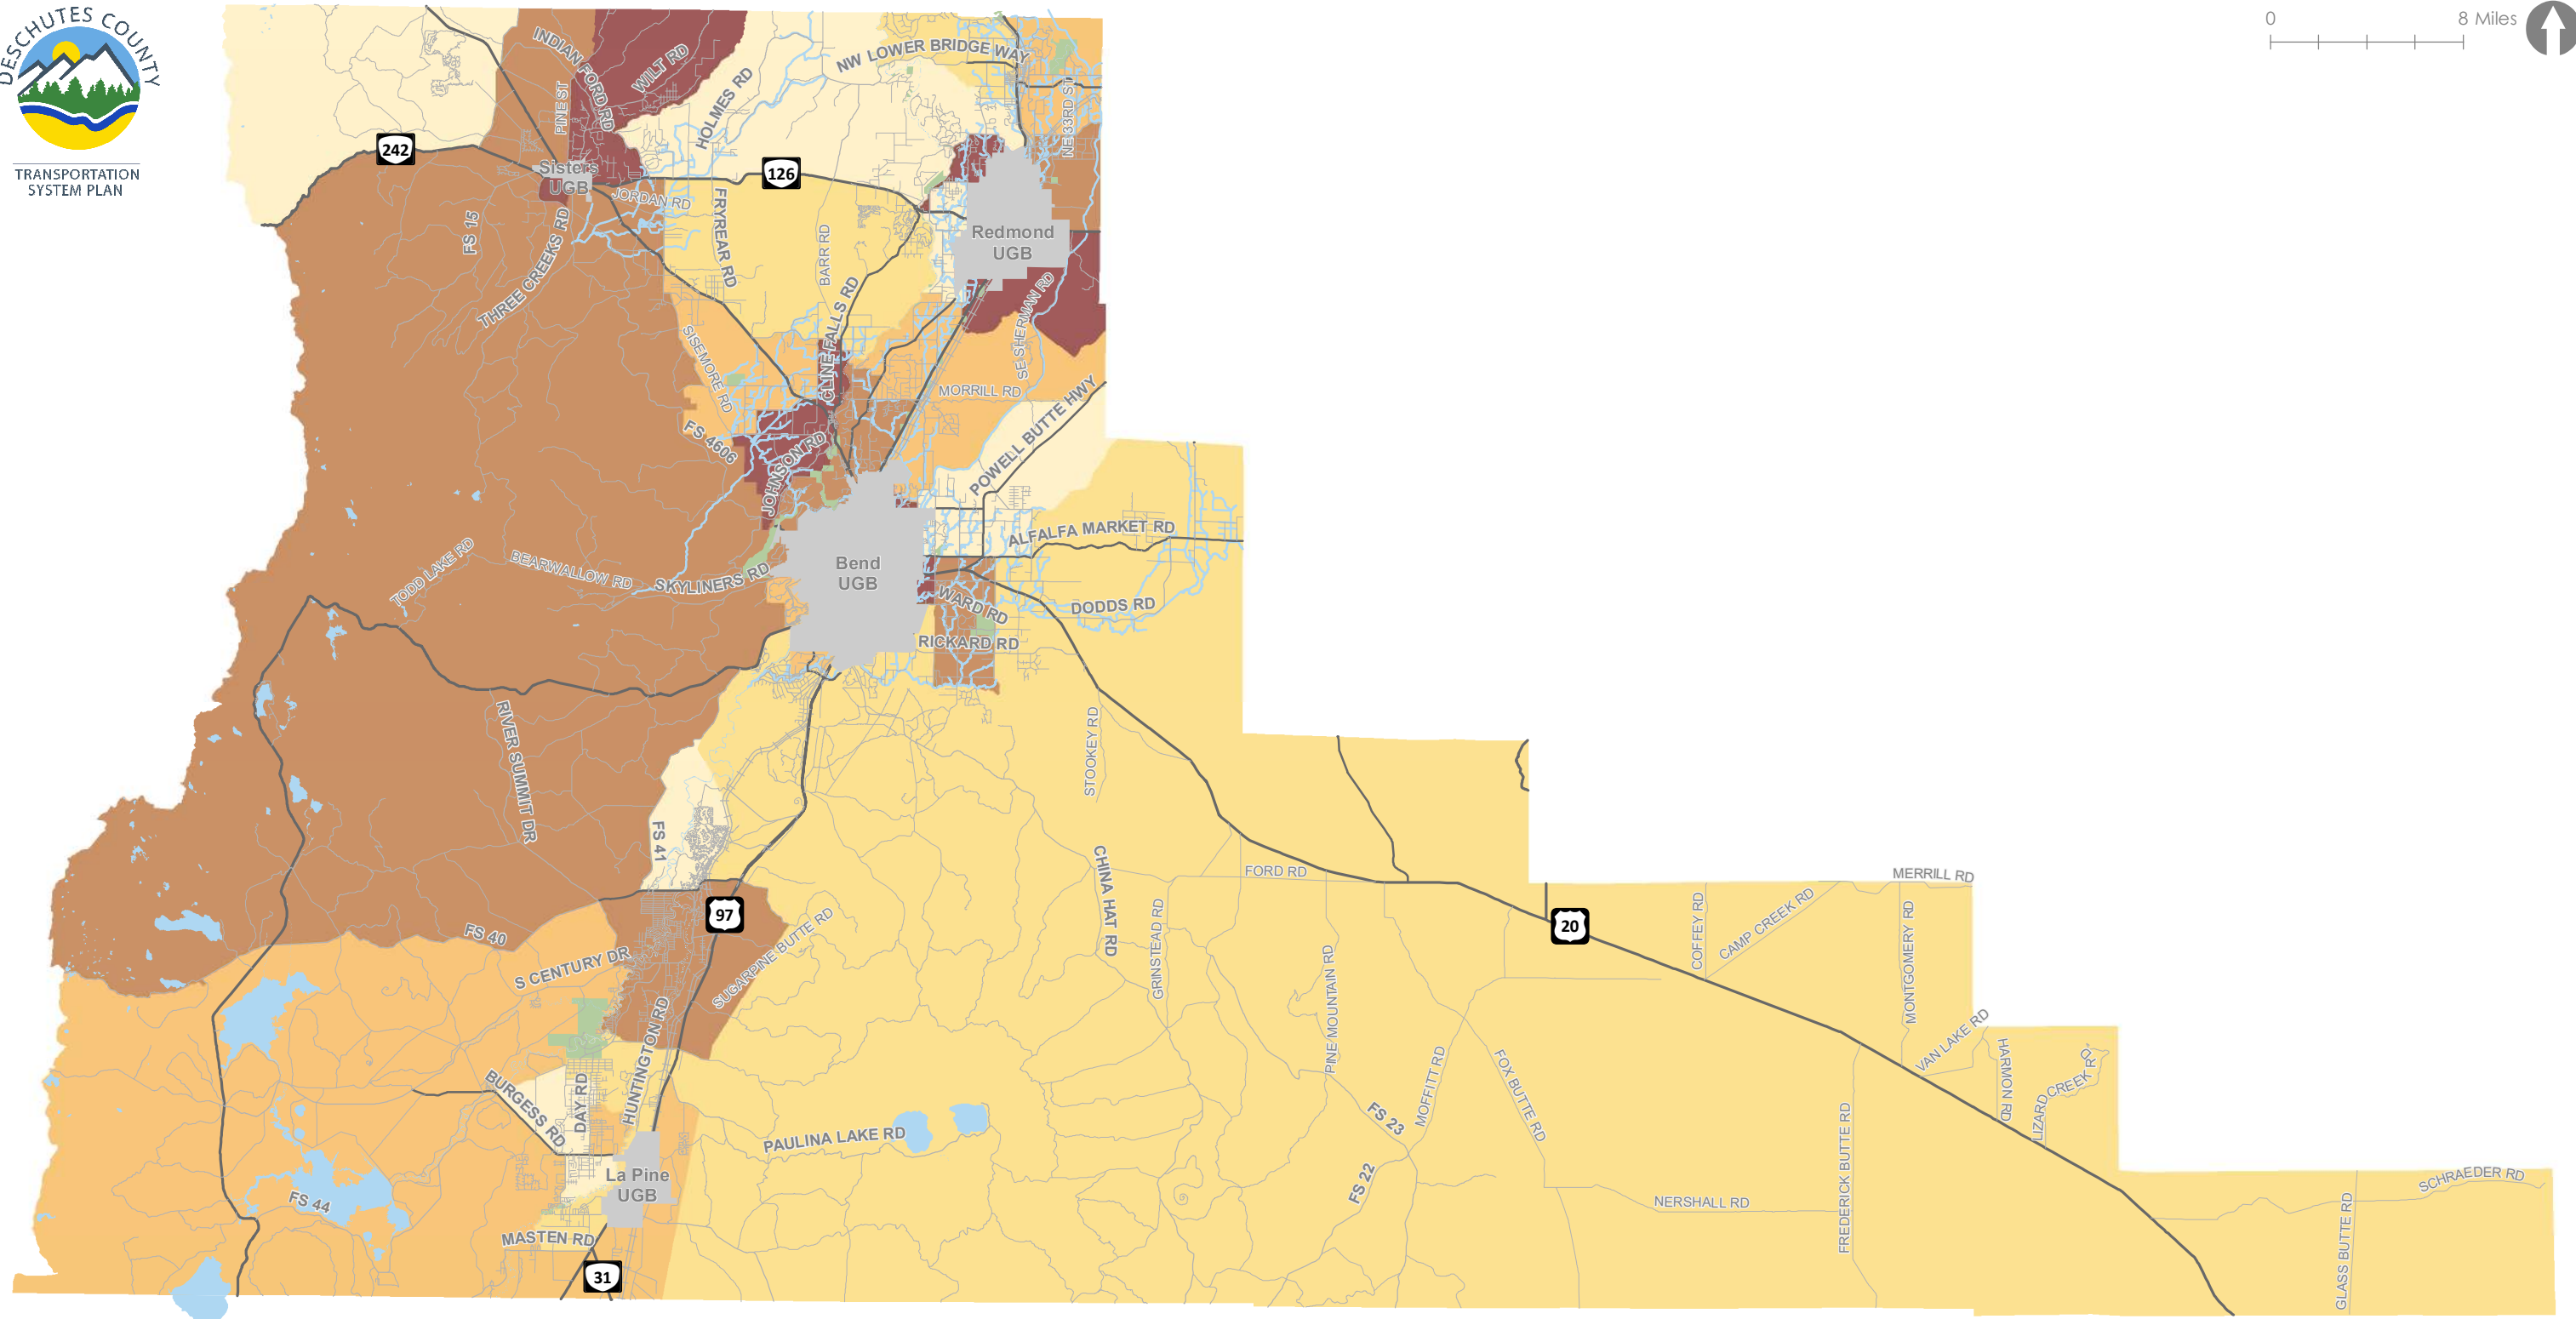 DESCHUTES COUNTY
TRANSPORTATION
SYSTEM PLAN
0
8 Miles
INDIAN FORD RD
WILT RD
PINE ST
HOLMES RD
NW LOWER BRIDGE WAY
NE 33RD ST
242
126
Sisters
UGB
JORDAN RD
FS 15
THREE CREEKS RD
FRYREAR RD
BARR RD
CLINE FALLS RD
Redmond
UGB
SE SHERMAN RD
SISEMORE RD
MORRILL RD
POWELL BUTTE HWY
FS 4606
JOHNSON RD
ALFALFA MARKET RD
TODD LAKE RD
BEARWALLOW RD
SKYLINERS RD
Bend
UGB
WARD RD
DODDS RD
RICKARD RD
RIVER SUMMIT DR
STOOKEY RD
FS 41
CHINA HAT RD
FORD RD
MERRILL RD
97
20
FS 40
S CENTURY DR
SUGARPINE BUTTE RD
GRINSTEAD RD
PINE MOUNTAIN RD
COFFEY RD
CAMP CREEK RD
MONTGOMERY RD
HUNTINGTON RD
BURGESS RD
DAY RD
MOFFITT RD
FOX BUTTE RD
VAN LAKE RD
HARMON RD
LIZARD CREEK RD
PAULINA LAKE RD
FS 23
FS 22
FREDERICK BUTTE RD
La Pine
UGB
FS 44
NERSHALL RD
SCHRAEDER RD
GLASS BUTTE RD
MASTEN RD
31